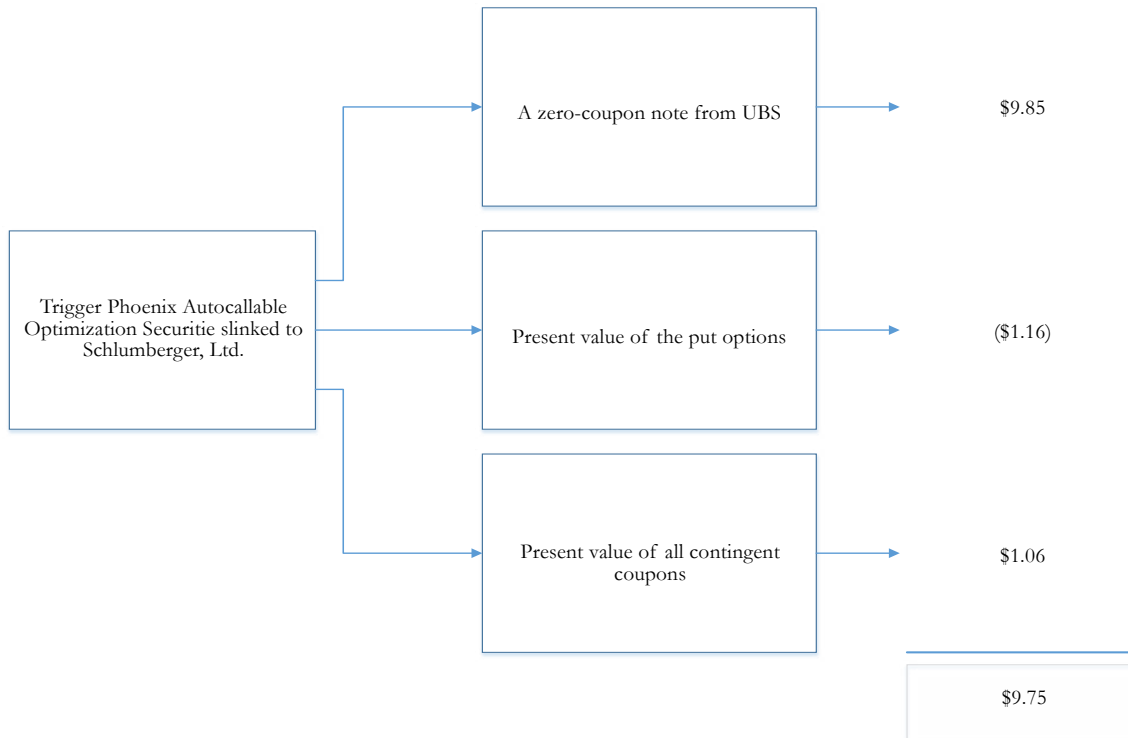 A zero-coupon note from UBS
$9.85
Trigger Phoenix Autocallable
Optimization Securitie slinked to
Schlumberger, Ltd.
Present value of the put options
($1.16)
Present value of all contingent
coupons
$1.06
$9.75